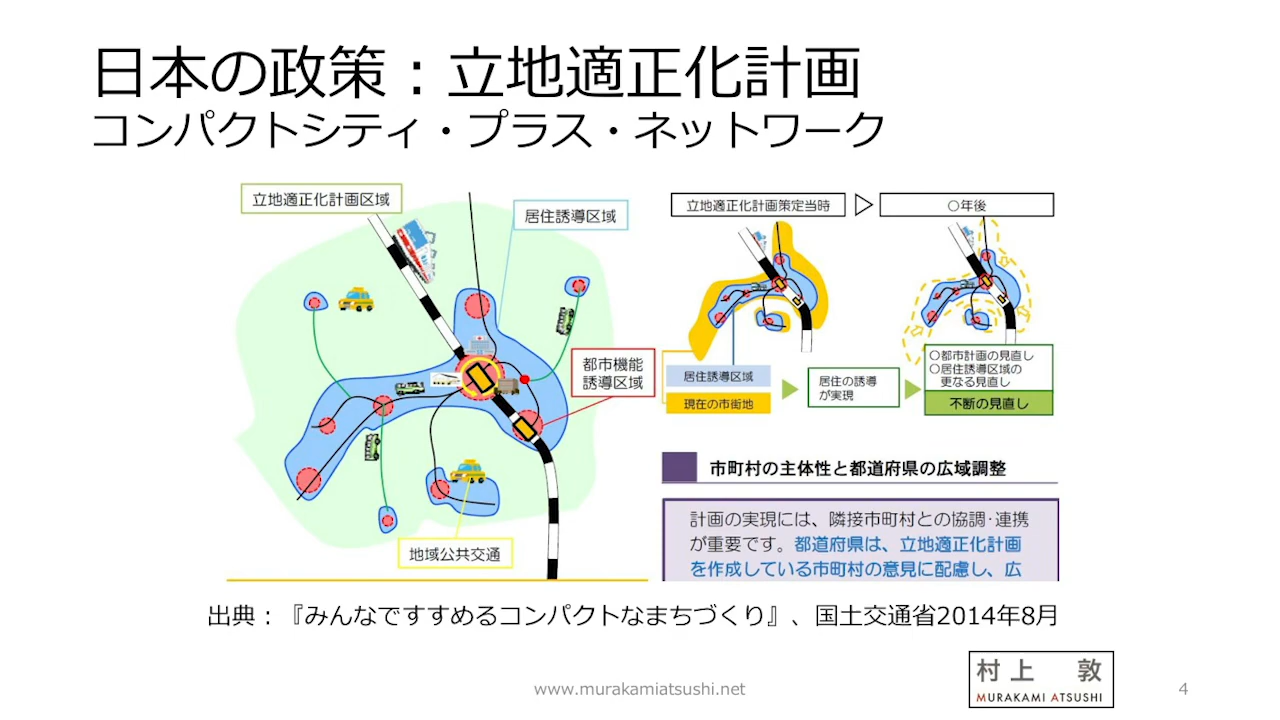 日本の政策：立地適正化計画
コンパクトシティ・プラス・ネットワーク
立地適正化計画区域
居住誘導区域
都市機能
誘導区域
地域公共交通
立地適正化計画策定当時
○年後
居住誘導区域
現在の市街地
居住の誘導
が実現
○都市計画の見直し
○居住誘導区域の
更なる見直し
不断の見直し
市町村の主体性と都道府県の広域調整
計画の実現には、隣接市町村との協調･連携
が重要です。都道府県は、立地適正化計画
を作成している市町村の意見に配慮し、広
出典：『みんなですすめるコンパクトなまちづくり』、国土交通省2014年8月
www.murakamiatsushi.net
村上 敦
MURAKAMI ATSUSHI
4